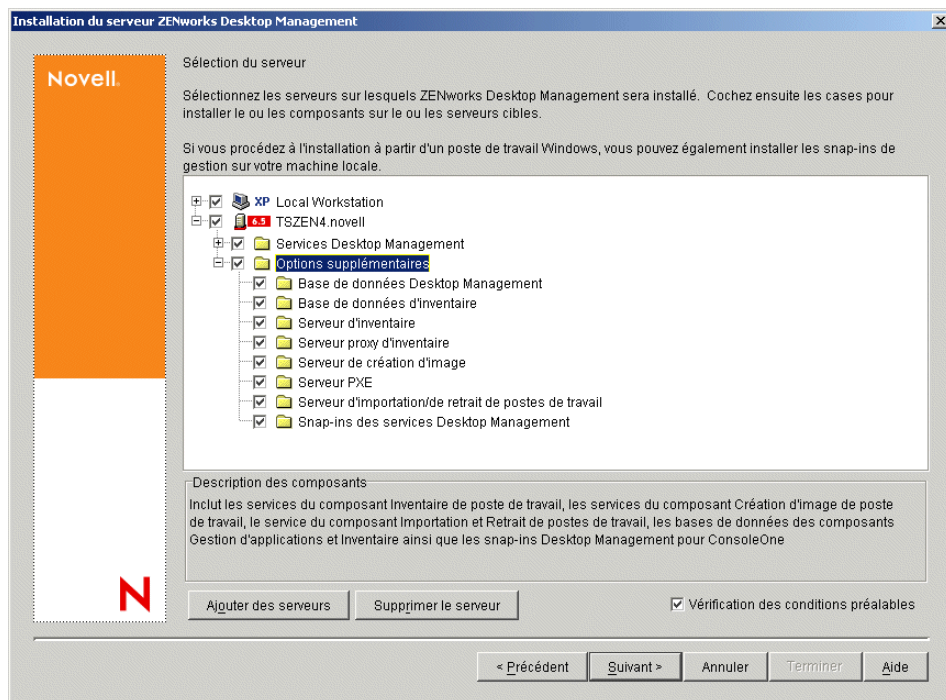 Installation du serveur ZENworks Desktop Management
Novell.
Sélection du serveur
Sélectionnez les serveurs sur lesquels ZENworks Desktop Management sera installé. Cochez ensuite les cases pour
installer le ou les composants sur le ou les serveurs cibles.
Si vous procédez à l'installation à partir d'un poste de travail Windows, vous pouvez également installer les snap-ins de
gestion sur votre machine locale.
XP Local Workstation
6.5 TSZEN4.novell
Services Desktop Management
Options supplémentaires
Base de données Desktop Management
Base de données d'inventaire
Serveur d'inventaire
Serveur proxy d'inventaire
Serveur de création d'image
Serveur PXE
Serveur d'importation/de retrait de postes de travail
Snap-ins des services Desktop Management
Description des composants
Inclut les services du composant Inventaire de poste de travail, les services du composant Création d'image de poste
de travail, le service du composant Importation et Retrait de postes de travail, les bases de données des composants
Gestion d'applications et Inventaire ainsi que les snap-ins Desktop Management pour ConsoleOne
N
Ajouter des serveurs
Supprimer le serveur
Vérification des conditions préalables
< Précédent
Suivant >
Annuler
Terminer
Aide